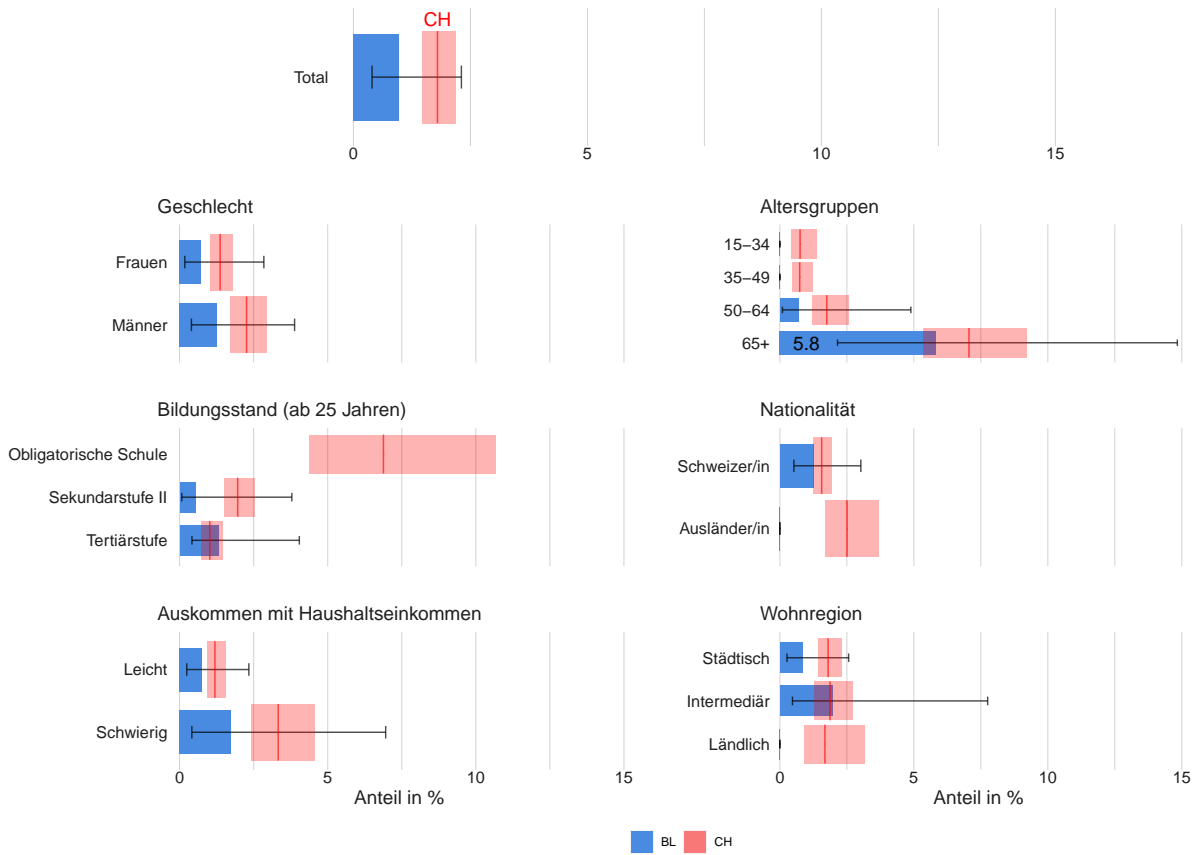 CH
Total
0 5 10 15
Geschlecht
Frauen
Männer
Altersgruppen
15–34
35–49
50–64
65+
5.8
Bildungsstand (ab 25 Jahren)
Obligatorische Schule
Sekundarstufe II
Tertiärstufe
Nationalität
Schweizer/in
Ausländer/in
Auskommen mit Haushaltseinkommen
Leicht
Schwierig
0 5 10 15
Anteil in %
Wohnregion
Städtisch
Intermediär
Ländlich
0 5 10 15
Anteil in %
BL CH